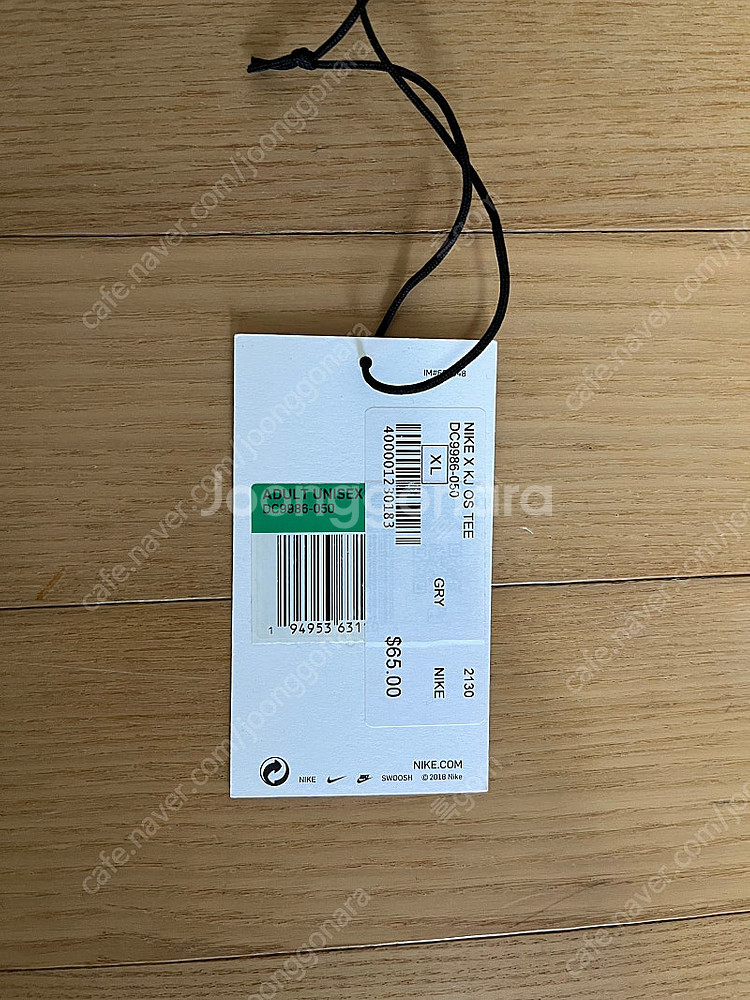 NIKE X KJ OS TEE
DC9986-050
XL
400001230183
GRY
$65.00
2130
NIKE
ADULT UNISEX
DC9986-050
1 94953 631
NIKE.COM
NIKE
SWOOSH © 2018 Nike
Joonggonara
cafe.naver.com/joonggonara